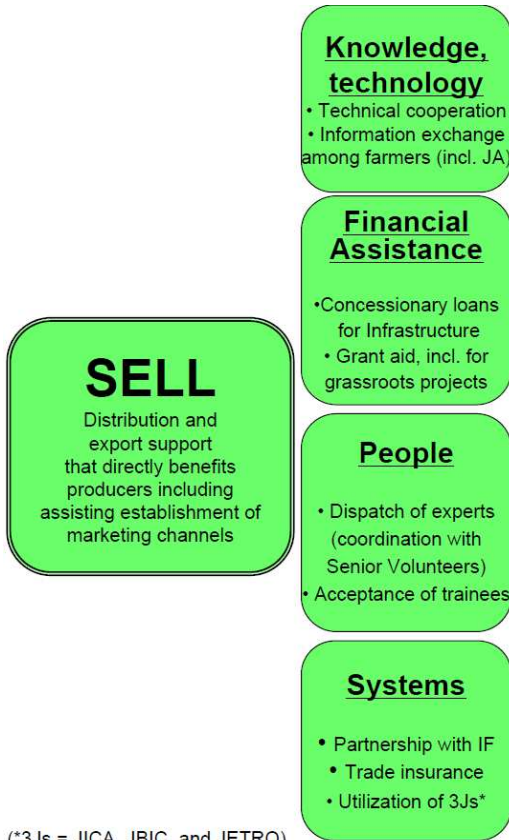 SELL
Distribution and
export support
that directly benefits
producers including
assisting establishment of
marketing channels
Knowledge,
technology
• Technical cooperation
• Information exchange
among farmers (incl. JA)
Financial
Assistance
•Concessionary loans
for Infrastructure
• Grant aid, incl. for
grassroots projects
People
• Dispatch of experts
(coordination with
Senior Volunteers)
• Acceptance of trainees
Systems
• Partnership with IF
• Trade insurance
• Utilization of 3Js*
(*3Js = JICA, JBIC, and JETRO)